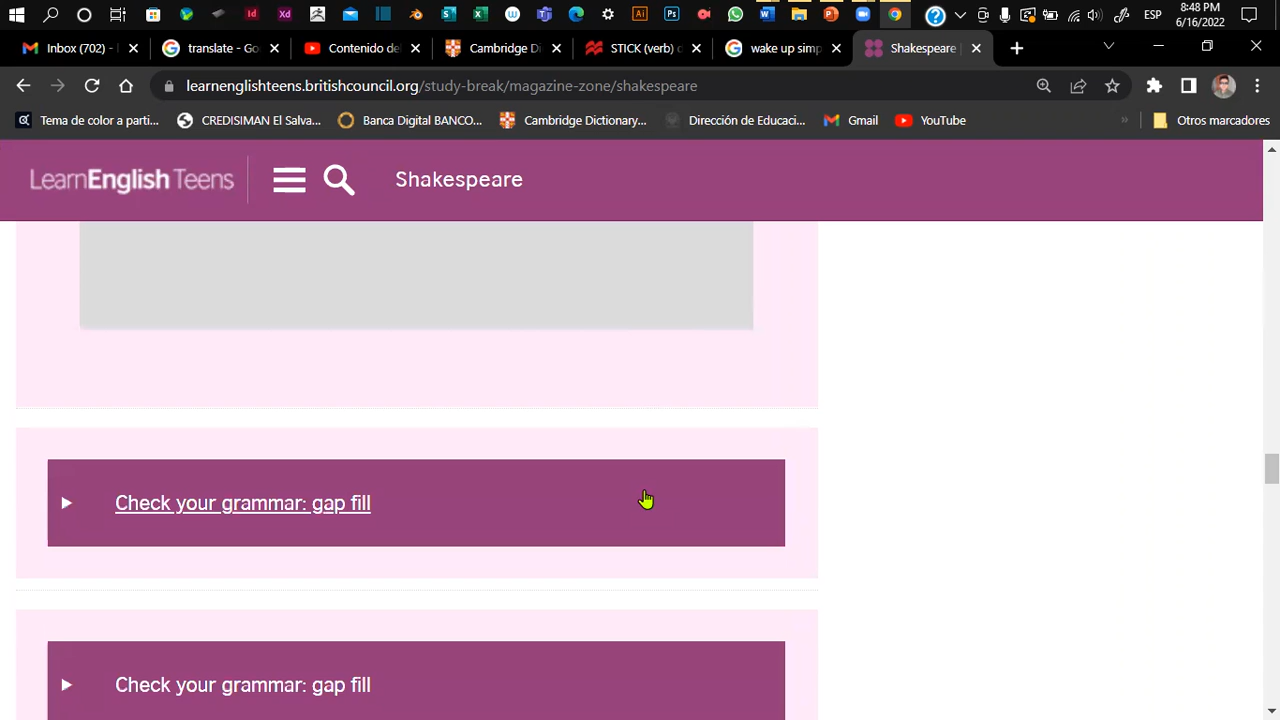 8:48 PM
ESP
6/16/2022
Inbox (702) -
translate - Go
Contenido de
Cambridge Di
STICK (verb) c
wake up simp
Shakespeare
learnenglishteens.britishcouncil.org/study-break/magazine-zone/shakespeare
Tema de color a parti...
CREDISIMAN El Salva...
Banca Digital BANCO...
Cambridge Dictionary...
Dirección de Educaci...
Gmail
YouTube
»
Otros marcadores
LearnEnglish Teens
Shakespeare
Check your grammar: gap fill
Check your grammar: gap fill